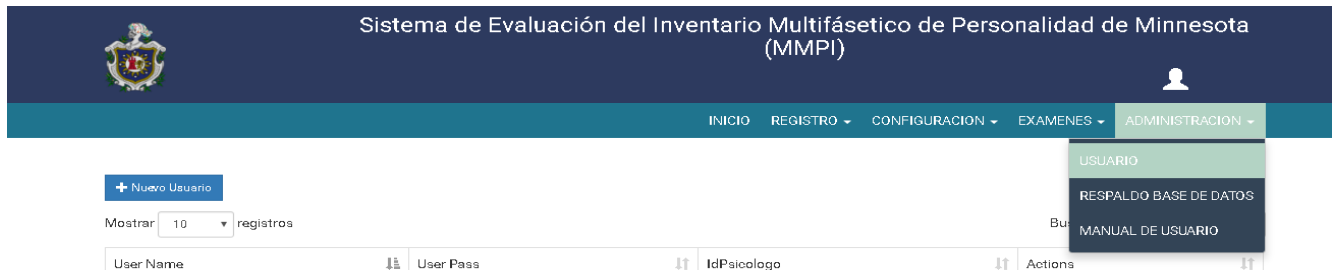 Sistema de Evaluación del Inventario Multifásetico de Personalidad de Minnesota
(MMPI)
INICIO REGISTRO CONFIGURACION EXAMENES ADMINISTRACION
USUARIO
Nuevo Usuario
RESPALDO BASE DE DATOS
Mostrar 10 registros
MANUAL DE USUARIO
User Name User Pass IdPsicologo Actions